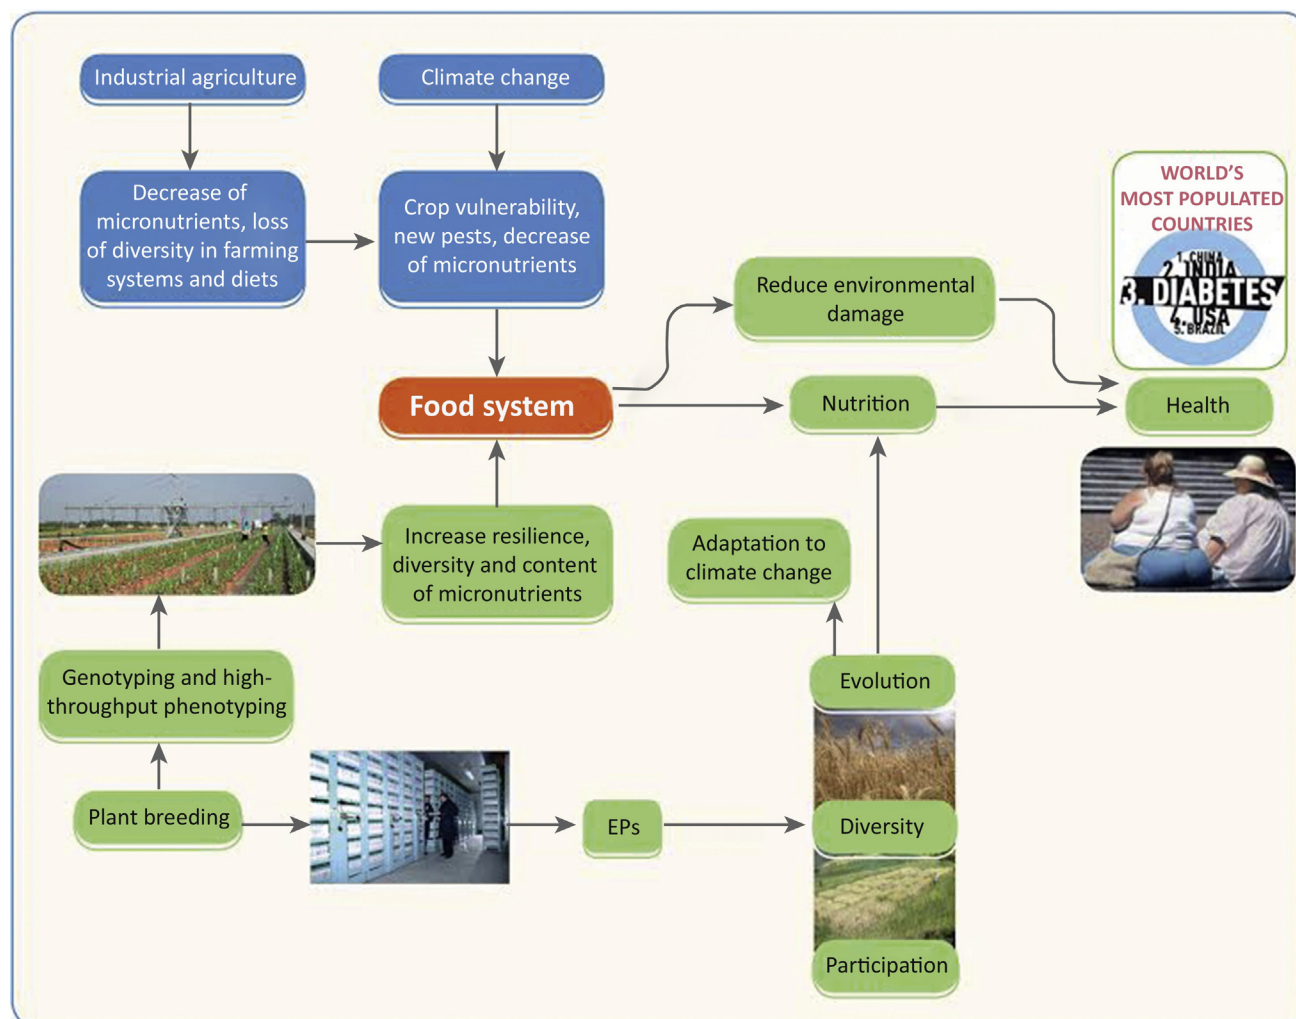 Industrial agriculture
Climate change
Decrease of
micronutrients, loss
of diversity in farming
systems and diets
Crop vulnerability,
new pests, decrease
of micronutrients
WORLD'S
MOST POPULATED
COUNTRIES
1. CHINA
2. INDIA
3. DIABETES
4. USA
5. BRAZIL
Reduce environmental
damage
Food system
Nutrition
Health
Increase resilience,
diversity and content
of micronutrients
Adaptation to
climate change
Genotyping and high-
throughput phenotyping
Evolution
Plant breeding
EPs
Diversity
Participation